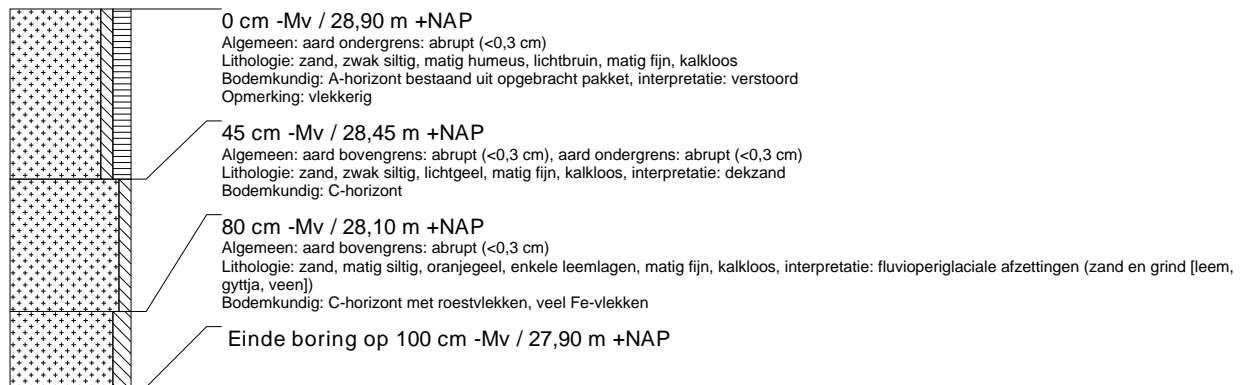 0 cm -Mv / 28,90 m +NAP
Algemeen: aard ondergrens: abrupt (<0,3 cm)
Lithologie: zand, zwak siltig, matig humeus, lichtbruin, matig fijn, kalkloos
Bodemkundig: A-horizont bestaand uit opgebracht pakket, interpretatie: verstoord
Opmerking: vlekkerig
45 cm -Mv / 28,45 m +NAP
Algemeen: aard bovengrens: abrupt (<0,3 cm), aard ondergrens: abrupt (<0,3 cm)
Lithologie: zand, zwak siltig, lichtgeel, matig fijn, kalkloos, interpretatie: dekzand
Bodemkundig: C-horizont
80 cm -Mv / 28,10 m +NAP
Algemeen: aard bovengrens: abrupt (<0,3 cm)
Lithologie: zand, matig siltig, oranjegeel, enkele leemlagen, matig fijn, kalkloos, interpretatie: fluvioperiglaciale afzettingen (zand en grind [leem,
gyttja, veen])
Bodemkundig: C-horizont met roestvlekken, veel Fe-vlekken
Einde boring op 100 cm -Mv / 27,90 m +NAP